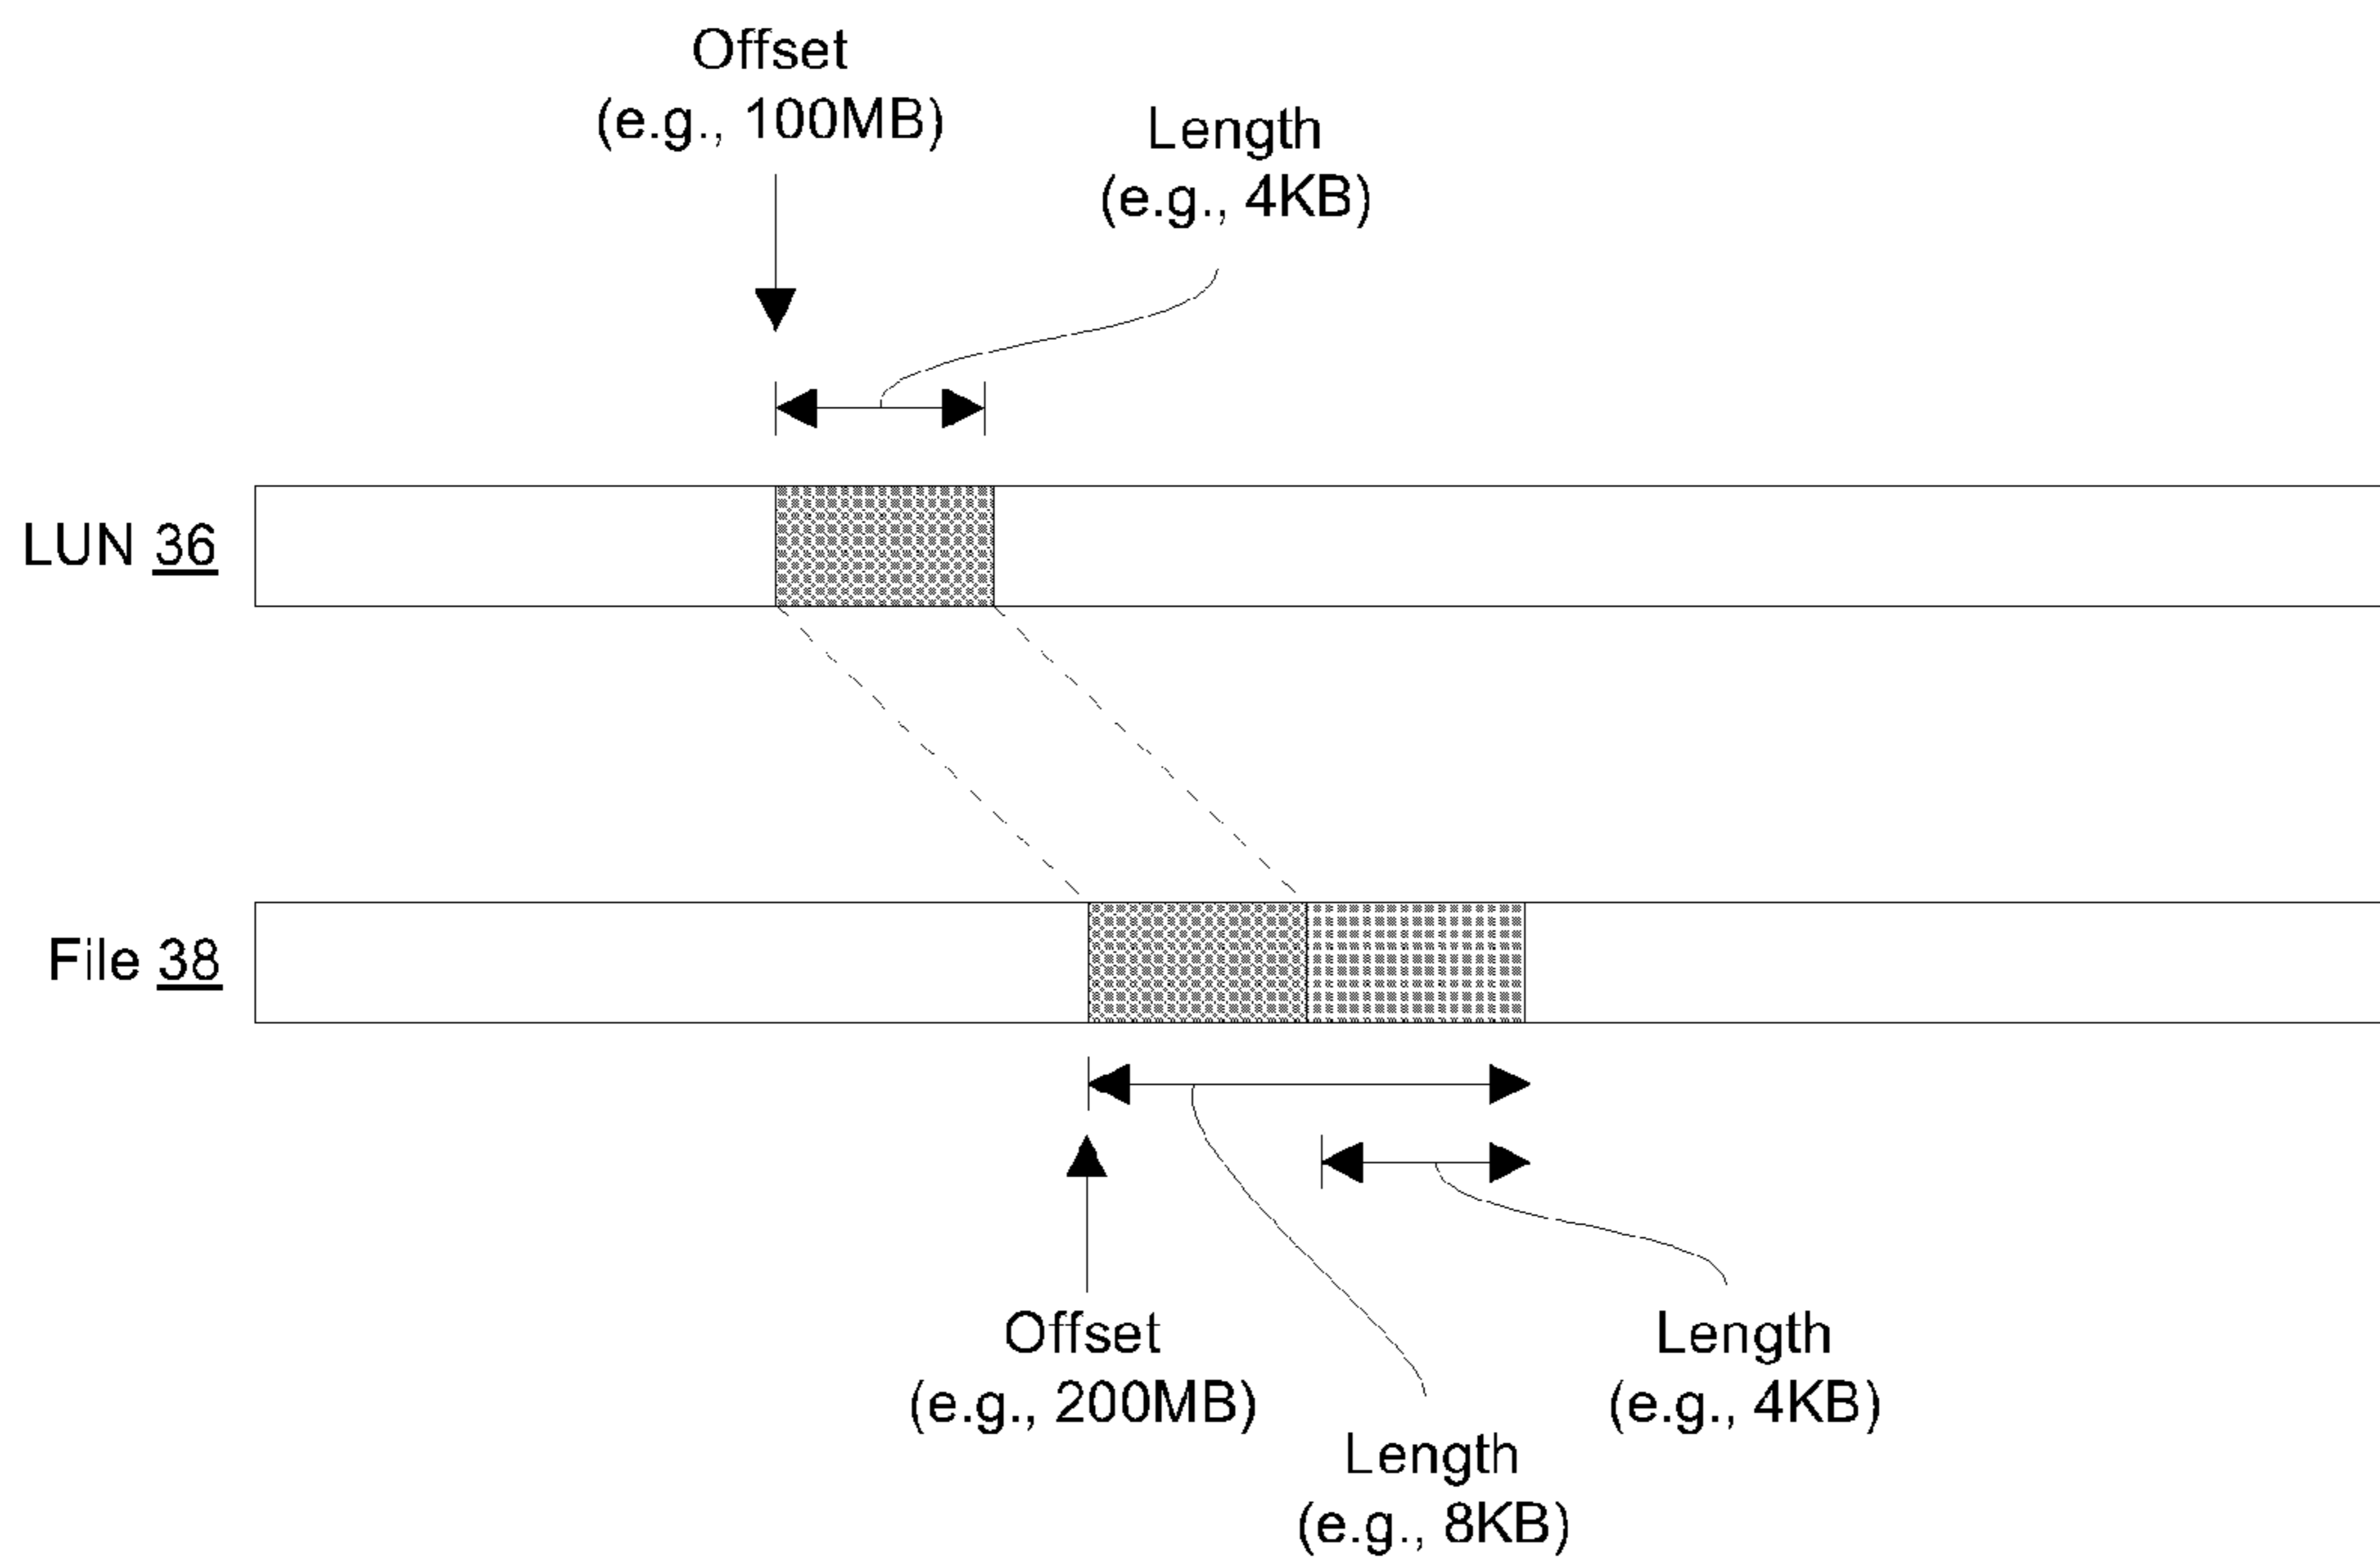 Offset
(e.g., 100MB)
Length
(e.g., 4KB)
LUN 36
File 38
Offset
(e.g., 200MB)
Length
(e.g., 4KB)
Length
(e.g., 8KB)